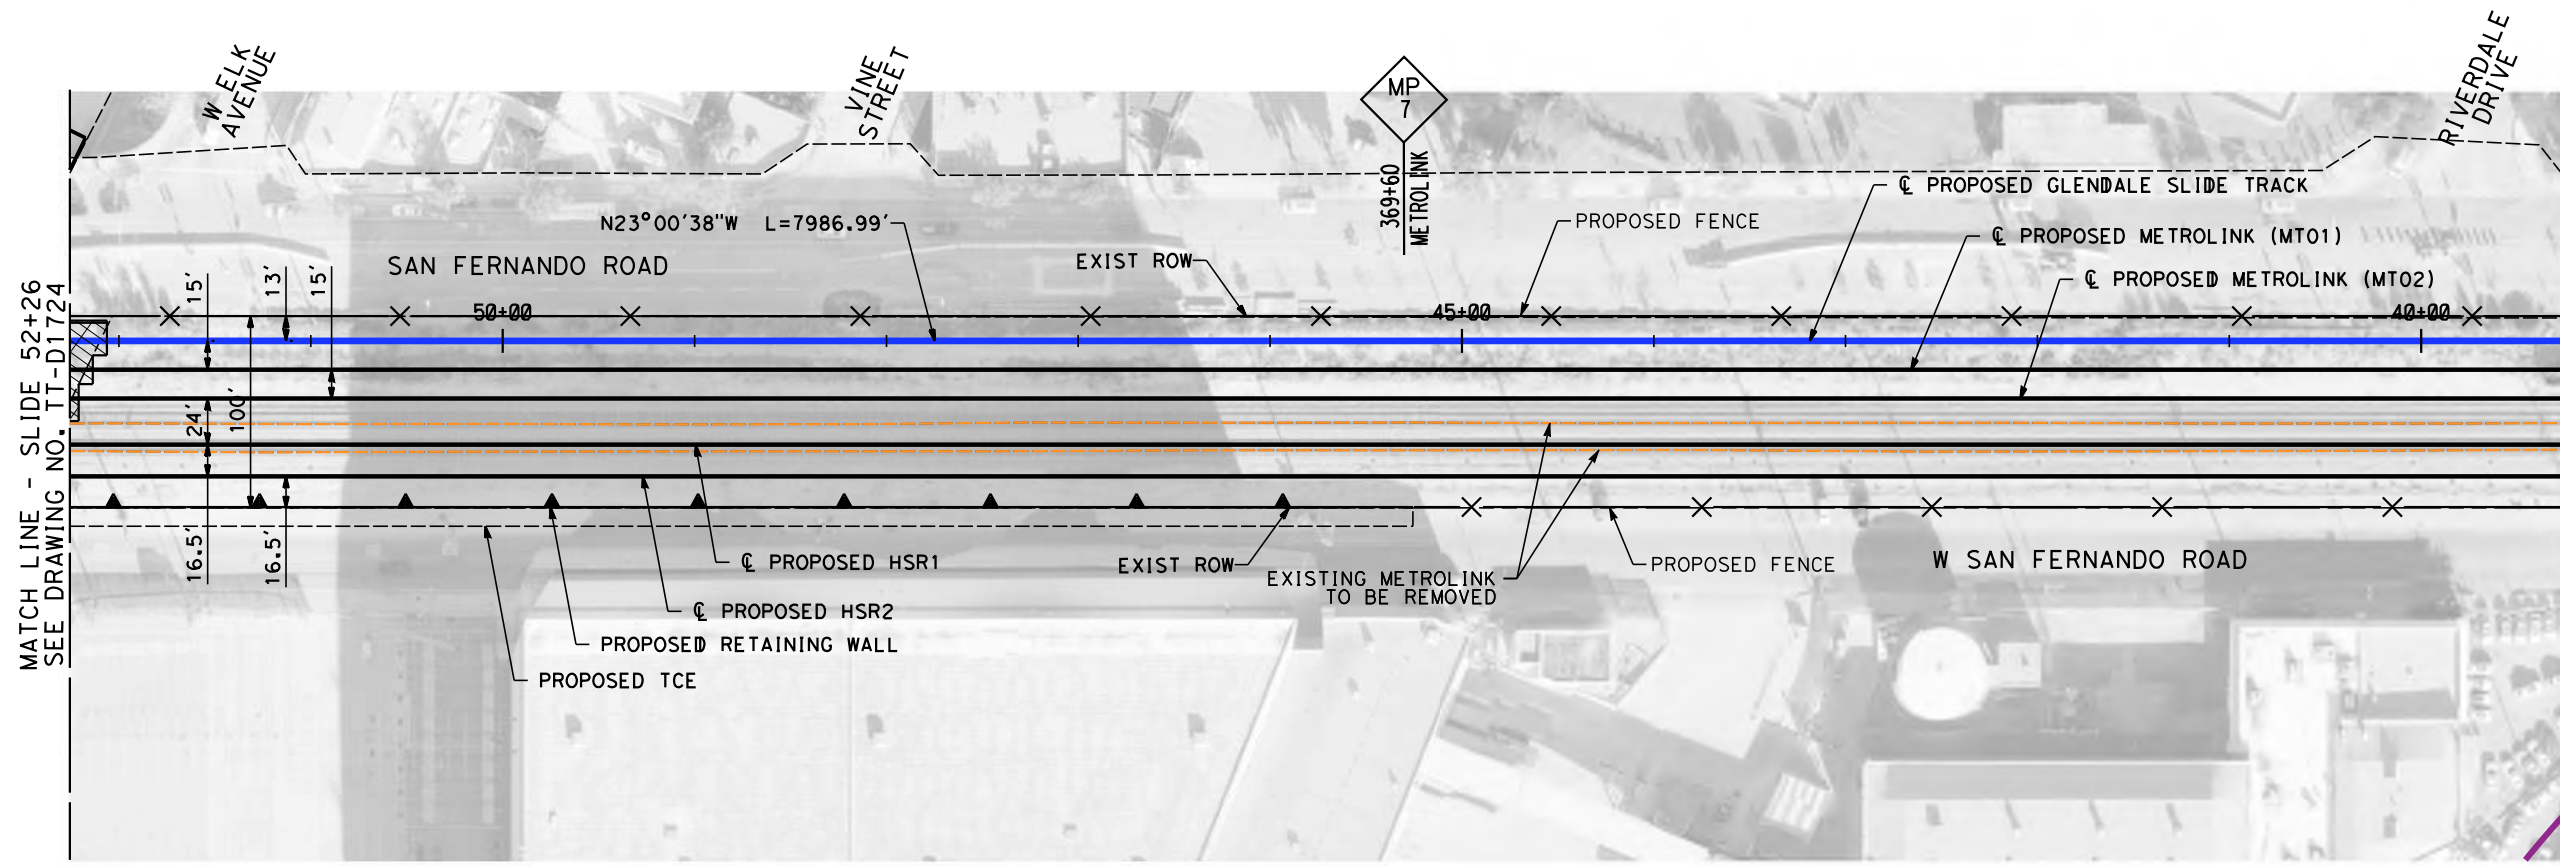 W ELK
AVENUE
VINE
STREET
MP
7
369+60
METROLINK
RIVERDALE
DRIVE
℄ PROPOSED GLENDALE SLIDE TRACK
N23°00'38"W L=7986.99'
PROPOSED FENCE
℄ PROPOSED METROLINK (MT01)
SAN FERNANDO ROAD
EXIST ROW
℄ PROPOSED METROLINK (MT02)
15'
13'
15'
50+00
45+00
40+00
24'
100'
MATCH LINE - SLIDE 52+26
SEE DRAWING NO. TT-D1724
16.5'
16.5'
℄ PROPOSED HSR1
EXIST ROW
EXISTING METROLINK
TO BE REMOVED
PROPOSED FENCE
W SAN FERNANDO ROAD
℄ PROPOSED HSR2
PROPOSED RETAINING WALL
PROPOSED TCE